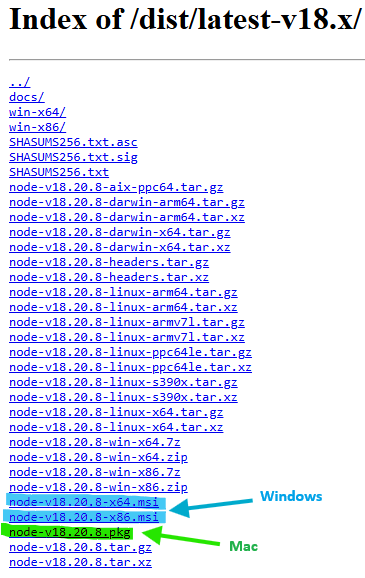 Index of /dist/latest-v18.x/
../
docs/
win-x64/
win-x86/
SHASUMS256.txt.asc
SHASUMS256.txt.sig
SHASUMS256.txt
node-v18.20.8-aix-ppc64.tar.gz
node-v18.20.8-darwin-arm64.tar.gz
node-v18.20.8-darwin-arm64.tar.xz
node-v18.20.8-darwin-x64.tar.gz
node-v18.20.8-darwin-x64.tar.xz
node-v18.20.8-headers.tar.gz
node-v18.20.8-headers.tar.xz
node-v18.20.8-linux-arm64.tar.gz
node-v18.20.8-linux-arm64.tar.xz
node-v18.20.8-linux-armv7l.tar.gz
node-v18.20.8-linux-armv7l.tar.xz
node-v18.20.8-linux-ppc64le.tar.gz
node-v18.20.8-linux-ppc64le.tar.xz
node-v18.20.8-linux-s390x.tar.gz
node-v18.20.8-linux-s390x.tar.xz
node-v18.20.8-linux-x64.tar.gz
node-v18.20.8-linux-x64.tar.xz
node-v18.20.8-win-x64.7z
node-v18.20.8-win-x64.zip
node-v18.20.8-win-x86.7z
node-v18.20.8-win-x86.zip
node-v18.20.8-x64.msi
Windows
node-v18.20.8-x86.msi
node-v18.20.8.pkg
Mac
node-v18.20.8.tar.gz
node-v18.20.8.tar.xz